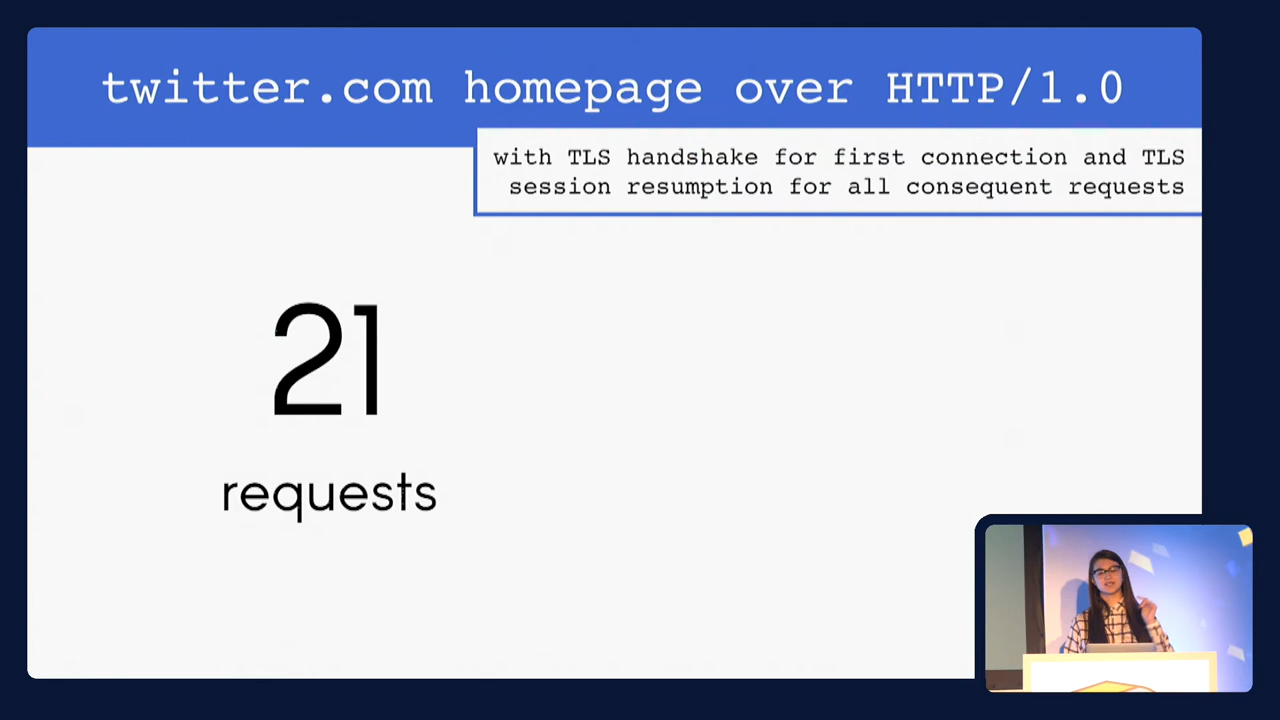 twitter.com homepage over HTTP/1.0
with TLS handshake for first connection and TLS
session resumption for all consequent requests
21
requests